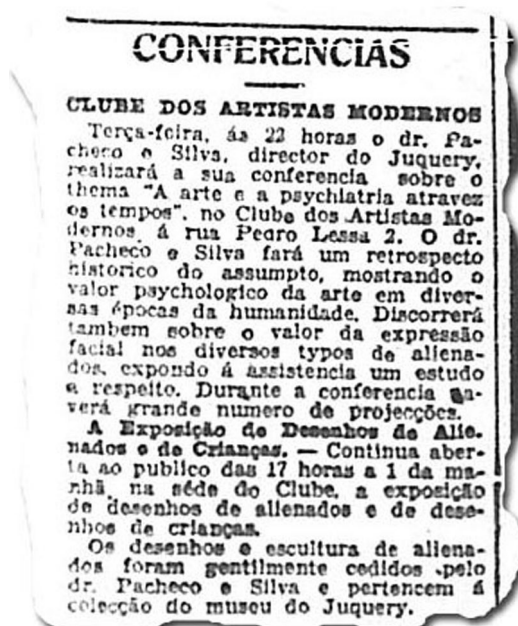 CONFERENCIAS
CLUBE DOS ARTISTAS MODERNOS
Terça-feira, ás 22 horas o dr. Pa-
checo e Silva, director do Juquery,
realizará a sua conferencia sobre o
thema "A arte e a psychiatria atravez
os tempos", no Clube dos Artistas Mo-
dernos, á rua Pedro Lessa 2. O dr.
Pacheco e Silva fará um retrospecto
historico do assumpto, mostrando o
valor psychologico da arte em diver-
sas épocas da humanidade. Discorrerá
tambem sobre o valor da expressão
facial nos diversos typos de aliena-
dos, expondo á assistencia um estudo
a respeito. Durante a conferencia ha-
verá grande numero de projecções.
A Exposição de Desenhos de Alie-
nados e de Crianças. — Continua aber-
ta ao publico das 17 horas a 1 da ma-
nhã, na séde do Clube, a exposição
de desenhos de alienados e de dese-
nhos de crianças.
Os desenhos e escultura de aliena-
dos foram gentilmente cedidos pelo
dr. Pacheco e Silva e pertencem á
colecção do museu do Juquery.